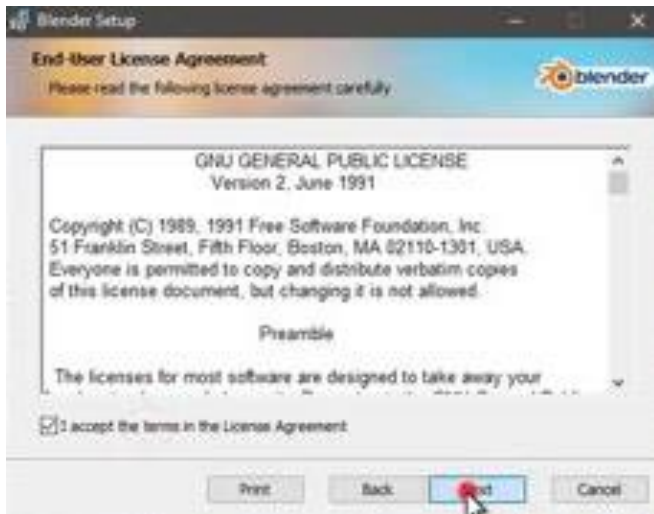 Blender Setup
End-User License Agreement
Please read the following license agreement carefully
blender
GNU GENERAL PUBLIC LICENSE
Version 2, June 1991
Copyright (C) 1989, 1991 Free Software Foundation, Inc.
51 Franklin Street, Fifth Floor, Boston, MA 02110-1301, USA
Everyone is permitted to copy and distribute verbatim copies
of this license document, but changing it is not allowed.
Preamble
The licenses for most software are designed to take away your
I accept the terms in the License Agreement
Print Back Next Cancel